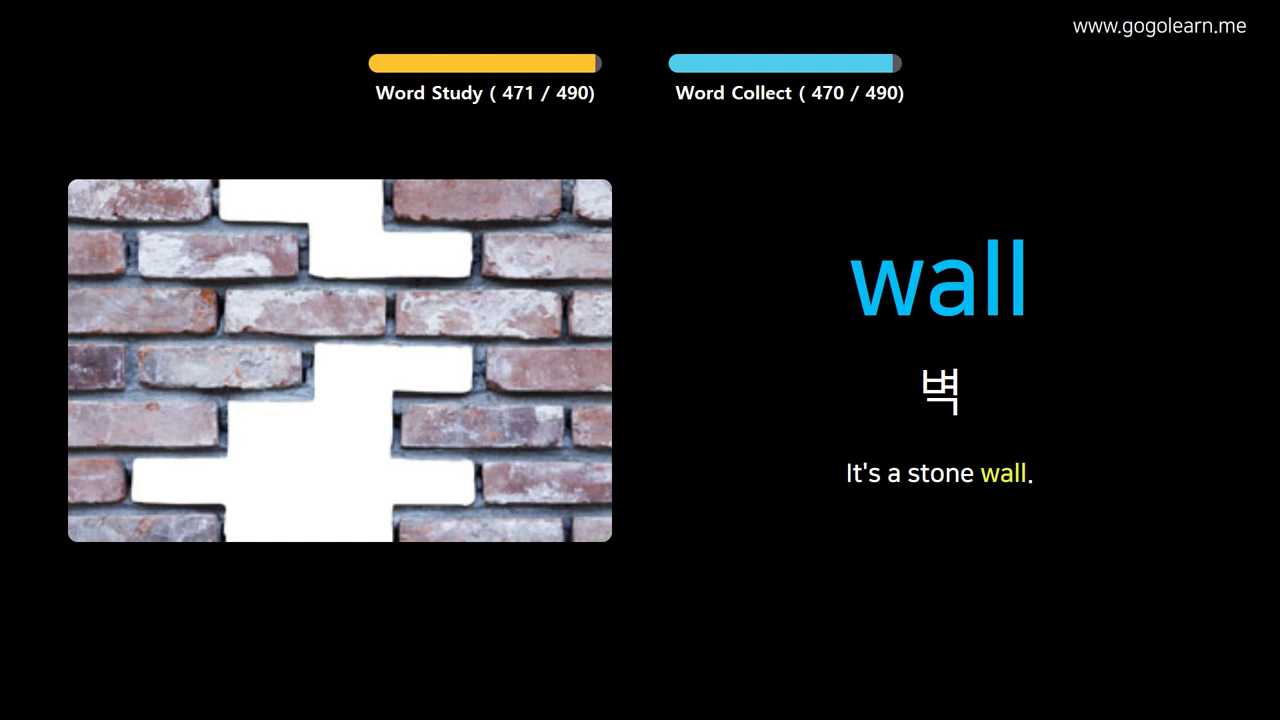 www.gogolearn.me
Word Study ( 471 / 490)
Word Collect ( 470 / 490)
wall
벽
It's a stone wall.